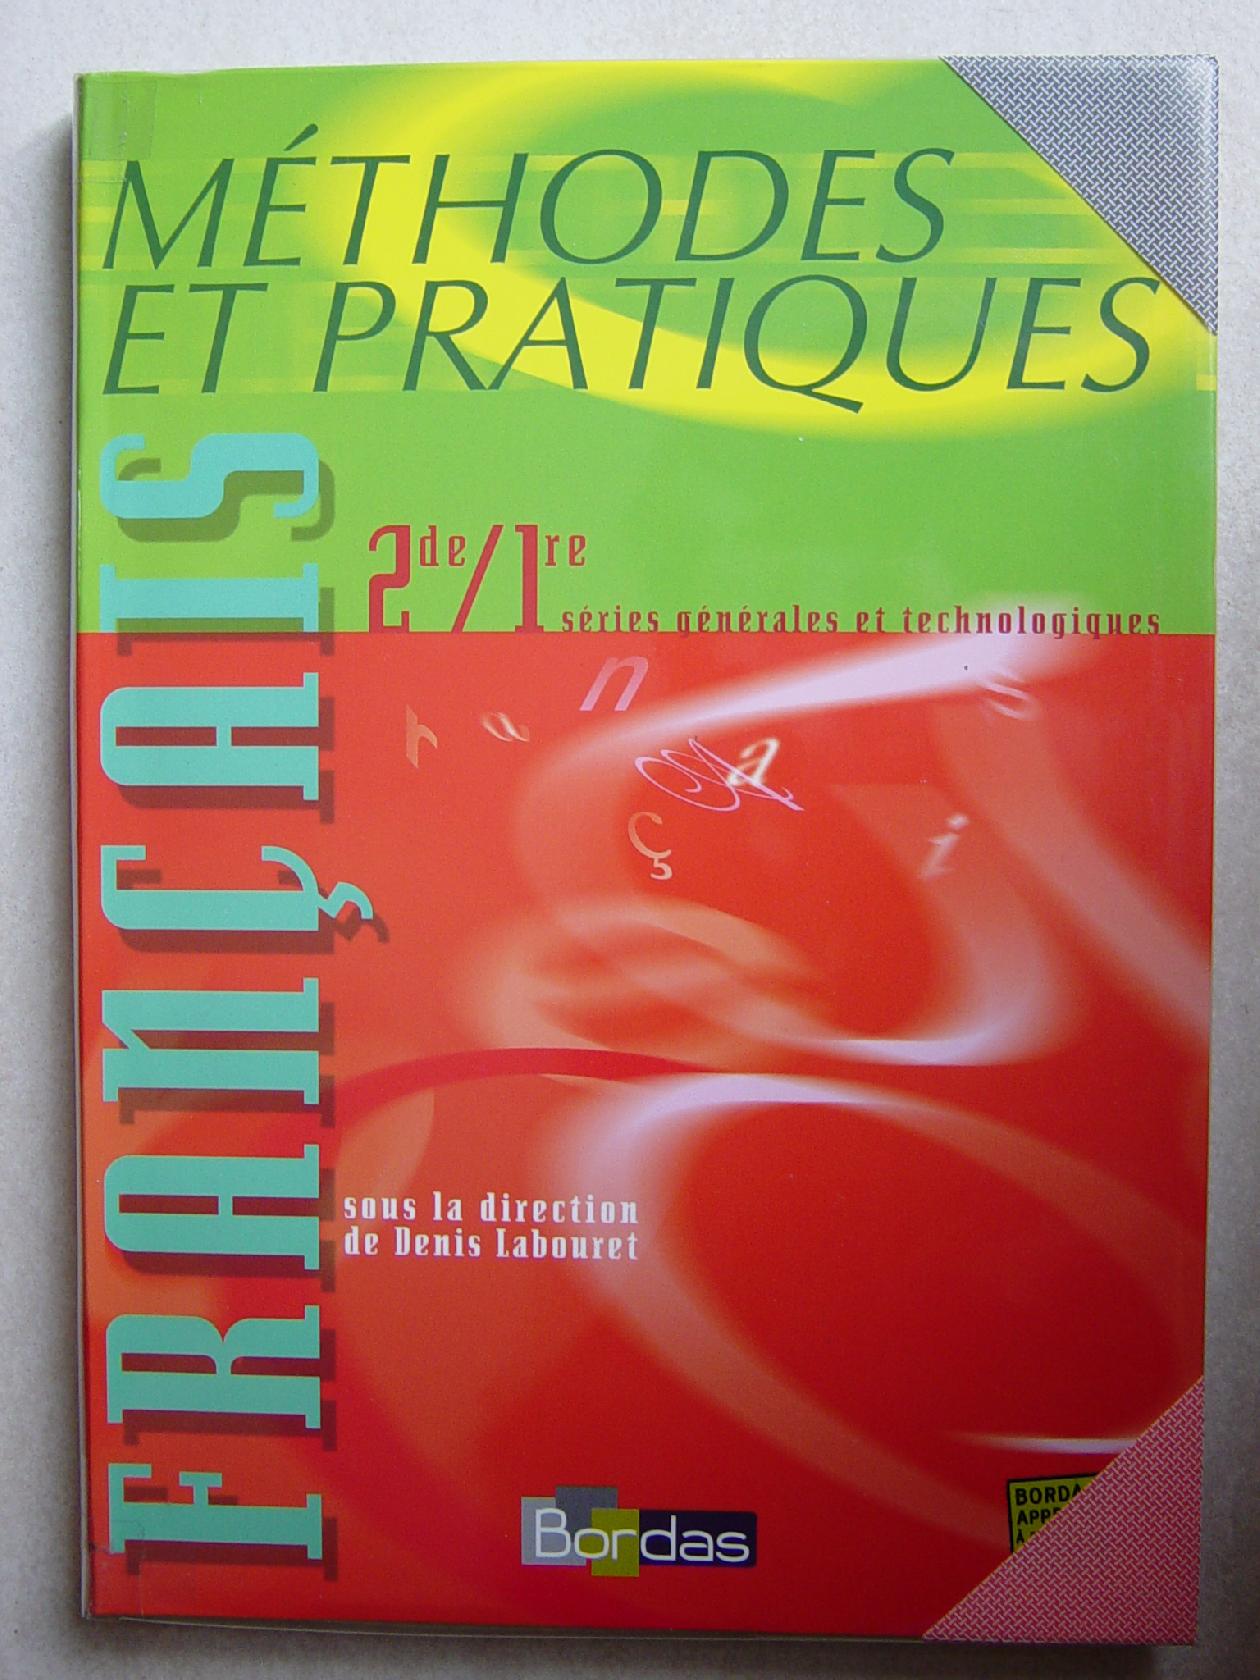 MÉTHODES
ET PRATIQUES
FRANÇAIS
2de/1re
séries générales et technologiques
n
r a
s
A a
ç
i
sous la direction
de Denis Labouret
Bordas